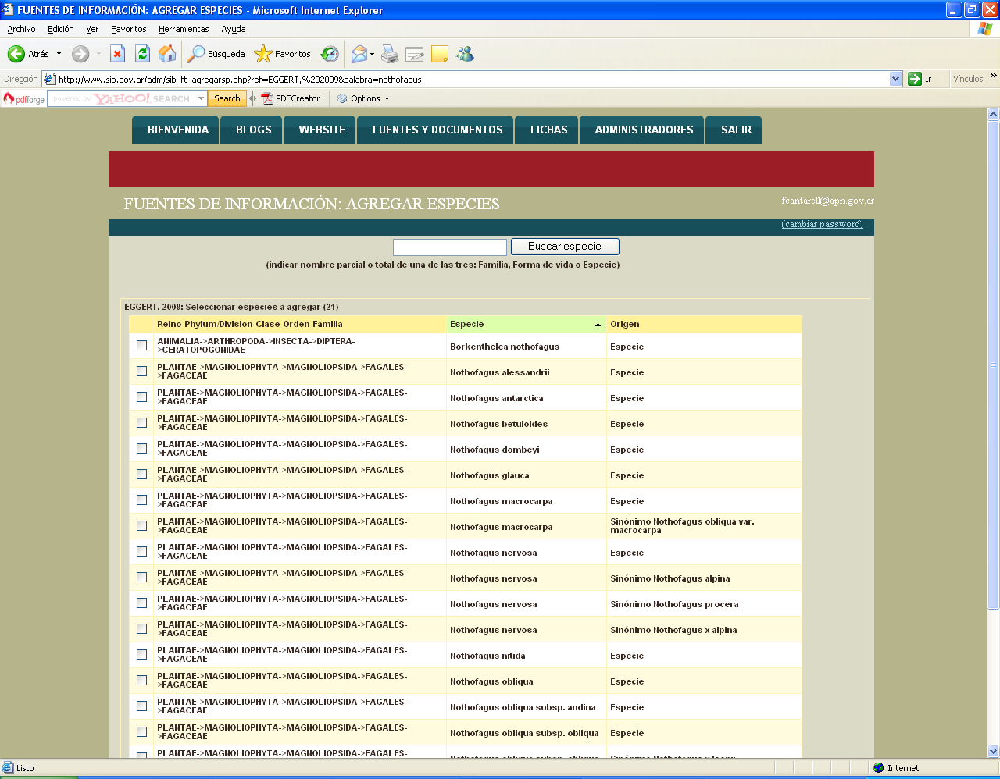 FUENTES DE INFORMACIÓN: AGREGAR ESPECIES - Microsoft Internet Explorer
Archivo Edición Ver Favoritos Herramientas Ayuda
Atrás Búsqueda Favoritos
Dirección http://www.sib.gov.ar/adm/sib_ft_agregarsp.php?ref=EGGERT,%202009&palabra=nothofagus Ir Vínculos »
pdfforge powered by YAHOO! SEARCH Search PDFCreator Options
BIENVENIDA BLOGS WEBSITE FUENTES Y DOCUMENTOS FICHAS ADMINISTRADORES SALIR
FUENTES DE INFORMACIÓN: AGREGAR ESPECIES fcantarell@apn.gov.ar
(cambiar password)
Buscar especie
(indicar nombre parcial o total de una de las tres: Familia, Forma de vida o Especie)
EGGERT, 2009: Seleccionar especies a agregar (21)
Reino-Phylum/Division-Clase-Orden-Familia Especie Origen
ANIMALIA->ARTHROPODA->INSECTA->DIPTERA-
>CERATOPOGONIDAE Borkenthelea nothofagus Especie
PLANTAE->MAGNOLIOPHYTA->MAGNOLIOPSIDA->FAGALES-
>FAGACEAE Nothofagus alessandrii Especie
PLANTAE->MAGNOLIOPHYTA->MAGNOLIOPSIDA->FAGALES-
>FAGACEAE Nothofagus antarctica Especie
PLANTAE->MAGNOLIOPHYTA->MAGNOLIOPSIDA->FAGALES-
>FAGACEAE Nothofagus betuloides Especie
PLANTAE->MAGNOLIOPHYTA->MAGNOLIOPSIDA->FAGALES-
>FAGACEAE Nothofagus dombeyi Especie
PLANTAE->MAGNOLIOPHYTA->MAGNOLIOPSIDA->FAGALES-
>FAGACEAE Nothofagus glauca Especie
PLANTAE->MAGNOLIOPHYTA->MAGNOLIOPSIDA->FAGALES-
>FAGACEAE Nothofagus macrocarpa Especie
PLANTAE->MAGNOLIOPHYTA->MAGNOLIOPSIDA->FAGALES- Sinónimo Nothofagus obliqua var.
>FAGACEAE Nothofagus macrocarpa macrocarpa
PLANTAE->MAGNOLIOPHYTA->MAGNOLIOPSIDA->FAGALES-
>FAGACEAE Nothofagus nervosa Especie
PLANTAE->MAGNOLIOPHYTA->MAGNOLIOPSIDA->FAGALES-
>FAGACEAE Nothofagus nervosa Sinónimo Nothofagus alpina
PLANTAE->MAGNOLIOPHYTA->MAGNOLIOPSIDA->FAGALES-
>FAGACEAE Nothofagus nervosa Sinónimo Nothofagus procera
PLANTAE->MAGNOLIOPHYTA->MAGNOLIOPSIDA->FAGALES-
>FAGACEAE Nothofagus nervosa Sinónimo Nothofagus x alpina
PLANTAE->MAGNOLIOPHYTA->MAGNOLIOPSIDA->FAGALES-
>FAGACEAE Nothofagus nitida Especie
PLANTAE->MAGNOLIOPHYTA->MAGNOLIOPSIDA->FAGALES-
>FAGACEAE Nothofagus obliqua Especie
PLANTAE->MAGNOLIOPHYTA->MAGNOLIOPSIDA->FAGALES-
>FAGACEAE Nothofagus obliqua subsp. andina Especie
PLANTAE->MAGNOLIOPHYTA->MAGNOLIOPSIDA->FAGALES-
>FAGACEAE Nothofagus obliqua subsp. obliqua Especie
PLANTAE->MAGNOLIOPHYTA->MAGNOLIOPSIDA->FAGALES-
Listo Internet